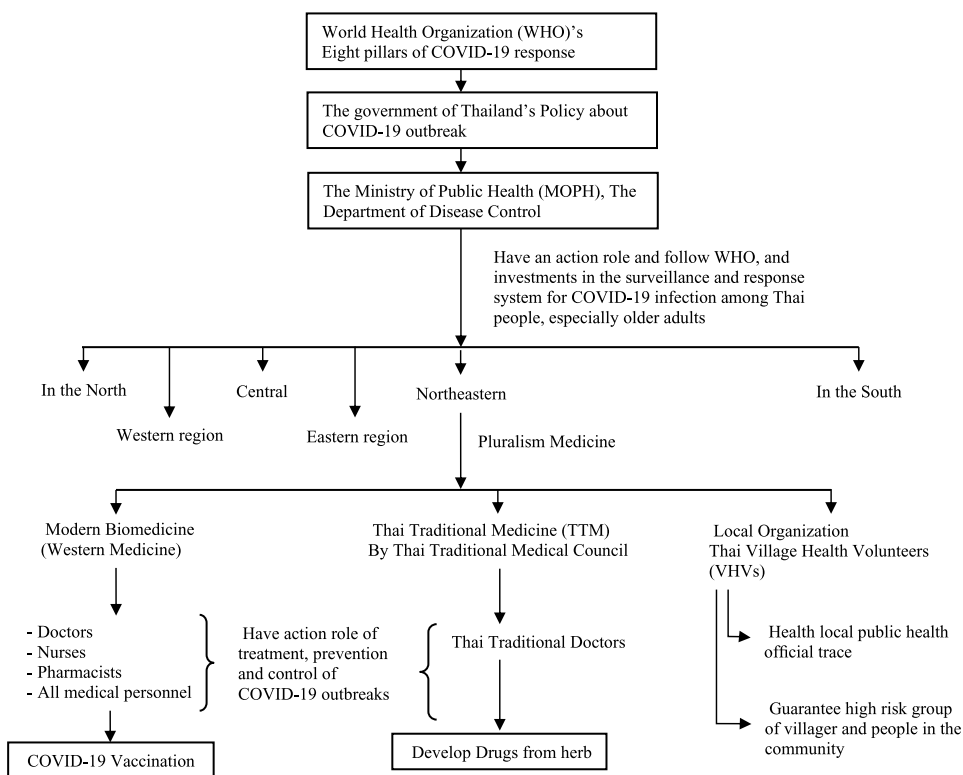 World Health Organization (WHO)'s
Eight pillars of COVID-19 response
The government of Thailand's Policy about
COVID-19 outbreak
The Ministry of Public Health (MOPH), The
Department of Disease Control
Have an action role and follow WHO, and
investments in the surveillance and response
system for COVID-19 infection among Thai
people, especially older adults
In the North
Western region
Central
Eastern region
Northeastern
In the South
Pluralism Medicine
Modern Biomedicine
(Western Medicine)
- Doctors
- Nurses
- Pharmacists
- All medical personnel
COVID-19 Vaccination
Have action role of
treatment, prevention
and control of
COVID-19 outbreaks
Thai Traditional Medicine (TTM)
By Thai Traditional Medical Council
Thai Traditional Doctors
Develop Drugs from herb
Local Organization
Thai Village Health Volunteers
(VHVs)
Health local public health
official trace
Guarantee high risk group
of villager and people in the
community